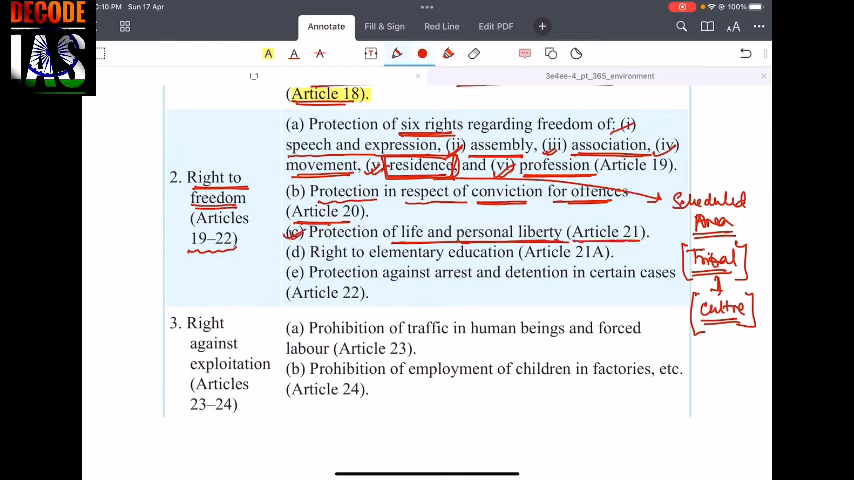 DECODE
IAS
0:10 PM Sun 17 Apr
100%
Annotate
Fill & Sign
Red Line
Edit PDF
I_1
3e4ee-4_pt_365_environment
(Article 18).
2. Right to
freedom
(Articles
19–22)
(a) Protection of six rights regarding freedom of: (i)
speech and expression, (ii) assembly, (iii) association, (iv)
movement, (v) residence, and (vi) profession (Article 19).
(b) Protection in respect of conviction for offences
(Article 20).
(c) Protection of life and personal liberty (Article 21).
(d) Right to elementary education (Article 21A).
(e) Protection against arrest and detention in certain cases
(Article 22).
Scheduled
Area
[Tribal]
[Culture]
3. Right
against
exploitation
(Articles
23–24)
(a) Prohibition of traffic in human beings and forced
labour (Article 23).
(b) Prohibition of employment of children in factories, etc.
(Article 24).